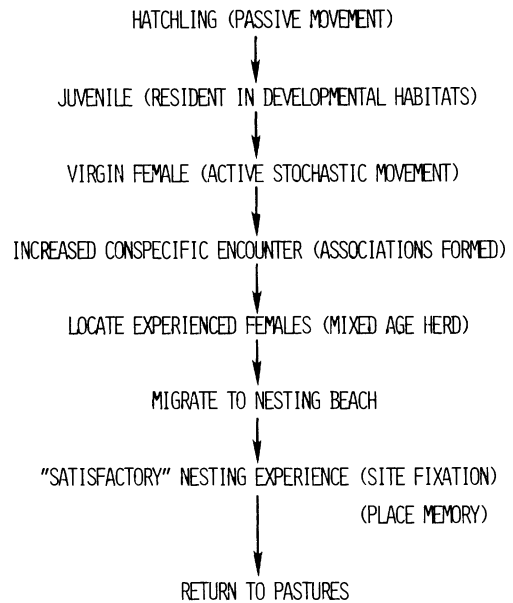 HATCHLING (PASSIVE MOVEMENT)
JUVENILE (RESIDENT IN DEVELOPMENTAL HABITATS)
VIRGIN FEMALE (ACTIVE STOCHASTIC MOVEMENT)
INCREASED CONSPECIFIC ENCOUNTER (ASSOCIATIONS FORMED)
LOCATE EXPERIENCED FEMALES (MIXED AGE HERD)
MIGRATE TO NESTING BEACH
"SATISFACTORY" NESTING EXPERIENCE (SITE FIXATION)
(PLACE MEMORY)
RETURN TO PASTURES